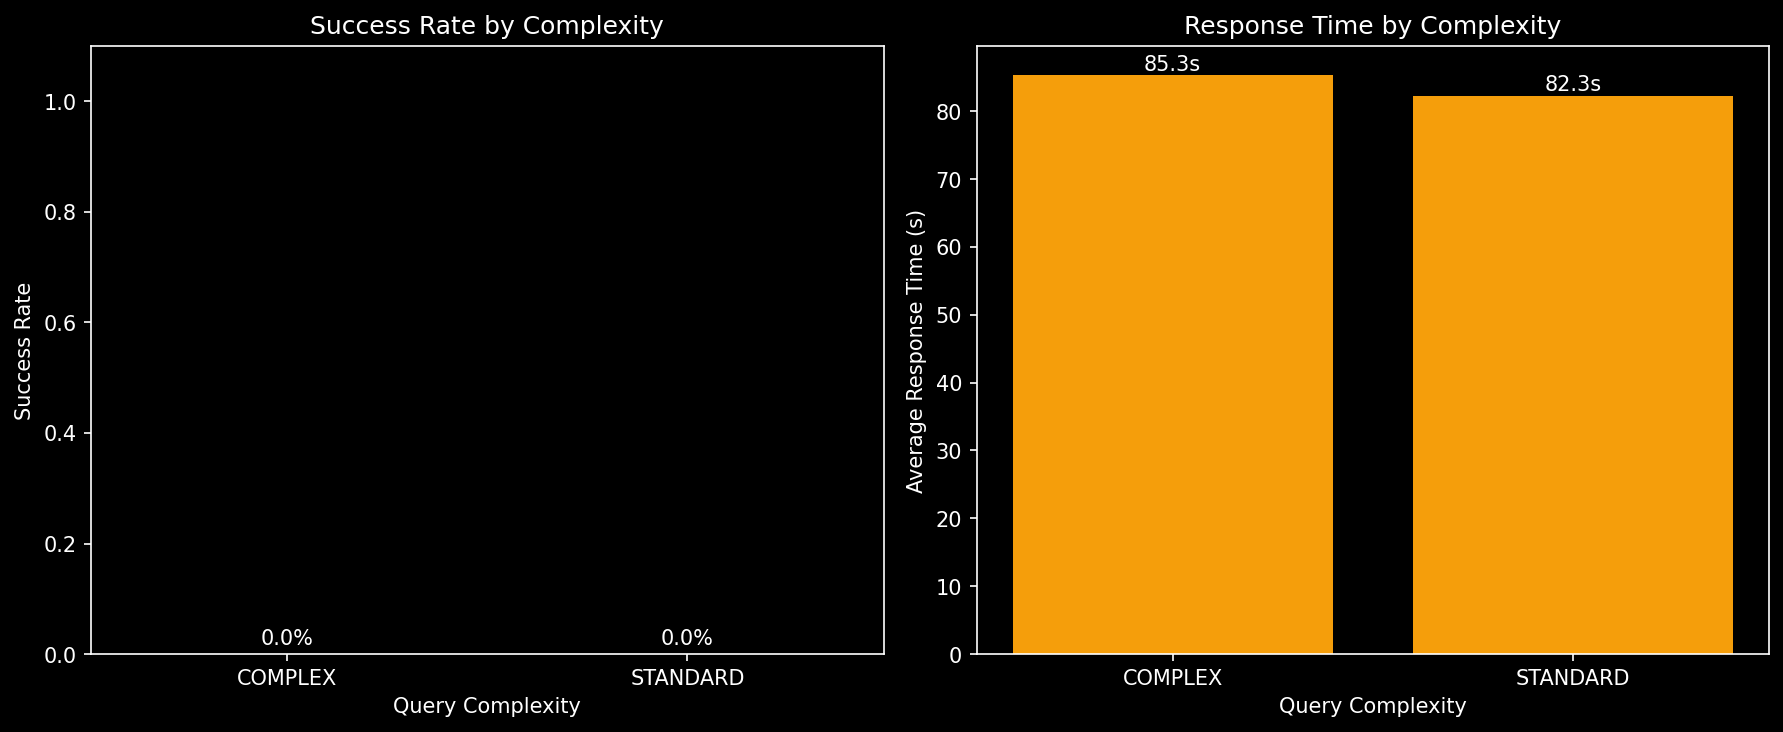 Success Rate by Complexity
Success Rate
1.0
0.8
0.6
0.4
0.2
0.0
0.0%
0.0%
COMPLEX
STANDARD
Query Complexity
Response Time by Complexity
Average Response Time (s)
80
70
60
50
40
30
20
10
0
85.3s
82.3s
COMPLEX
STANDARD
Query Complexity